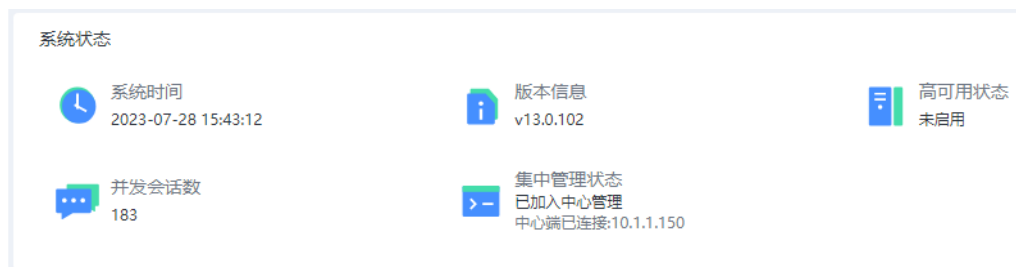 系统状态
系统时间
2023-07-28 15:43:12
版本信息
v13.0.102
高可用状态
未启用
并发会话数
183
集中管理状态
已加入中心管理
中心端已连接:10.1.1.150